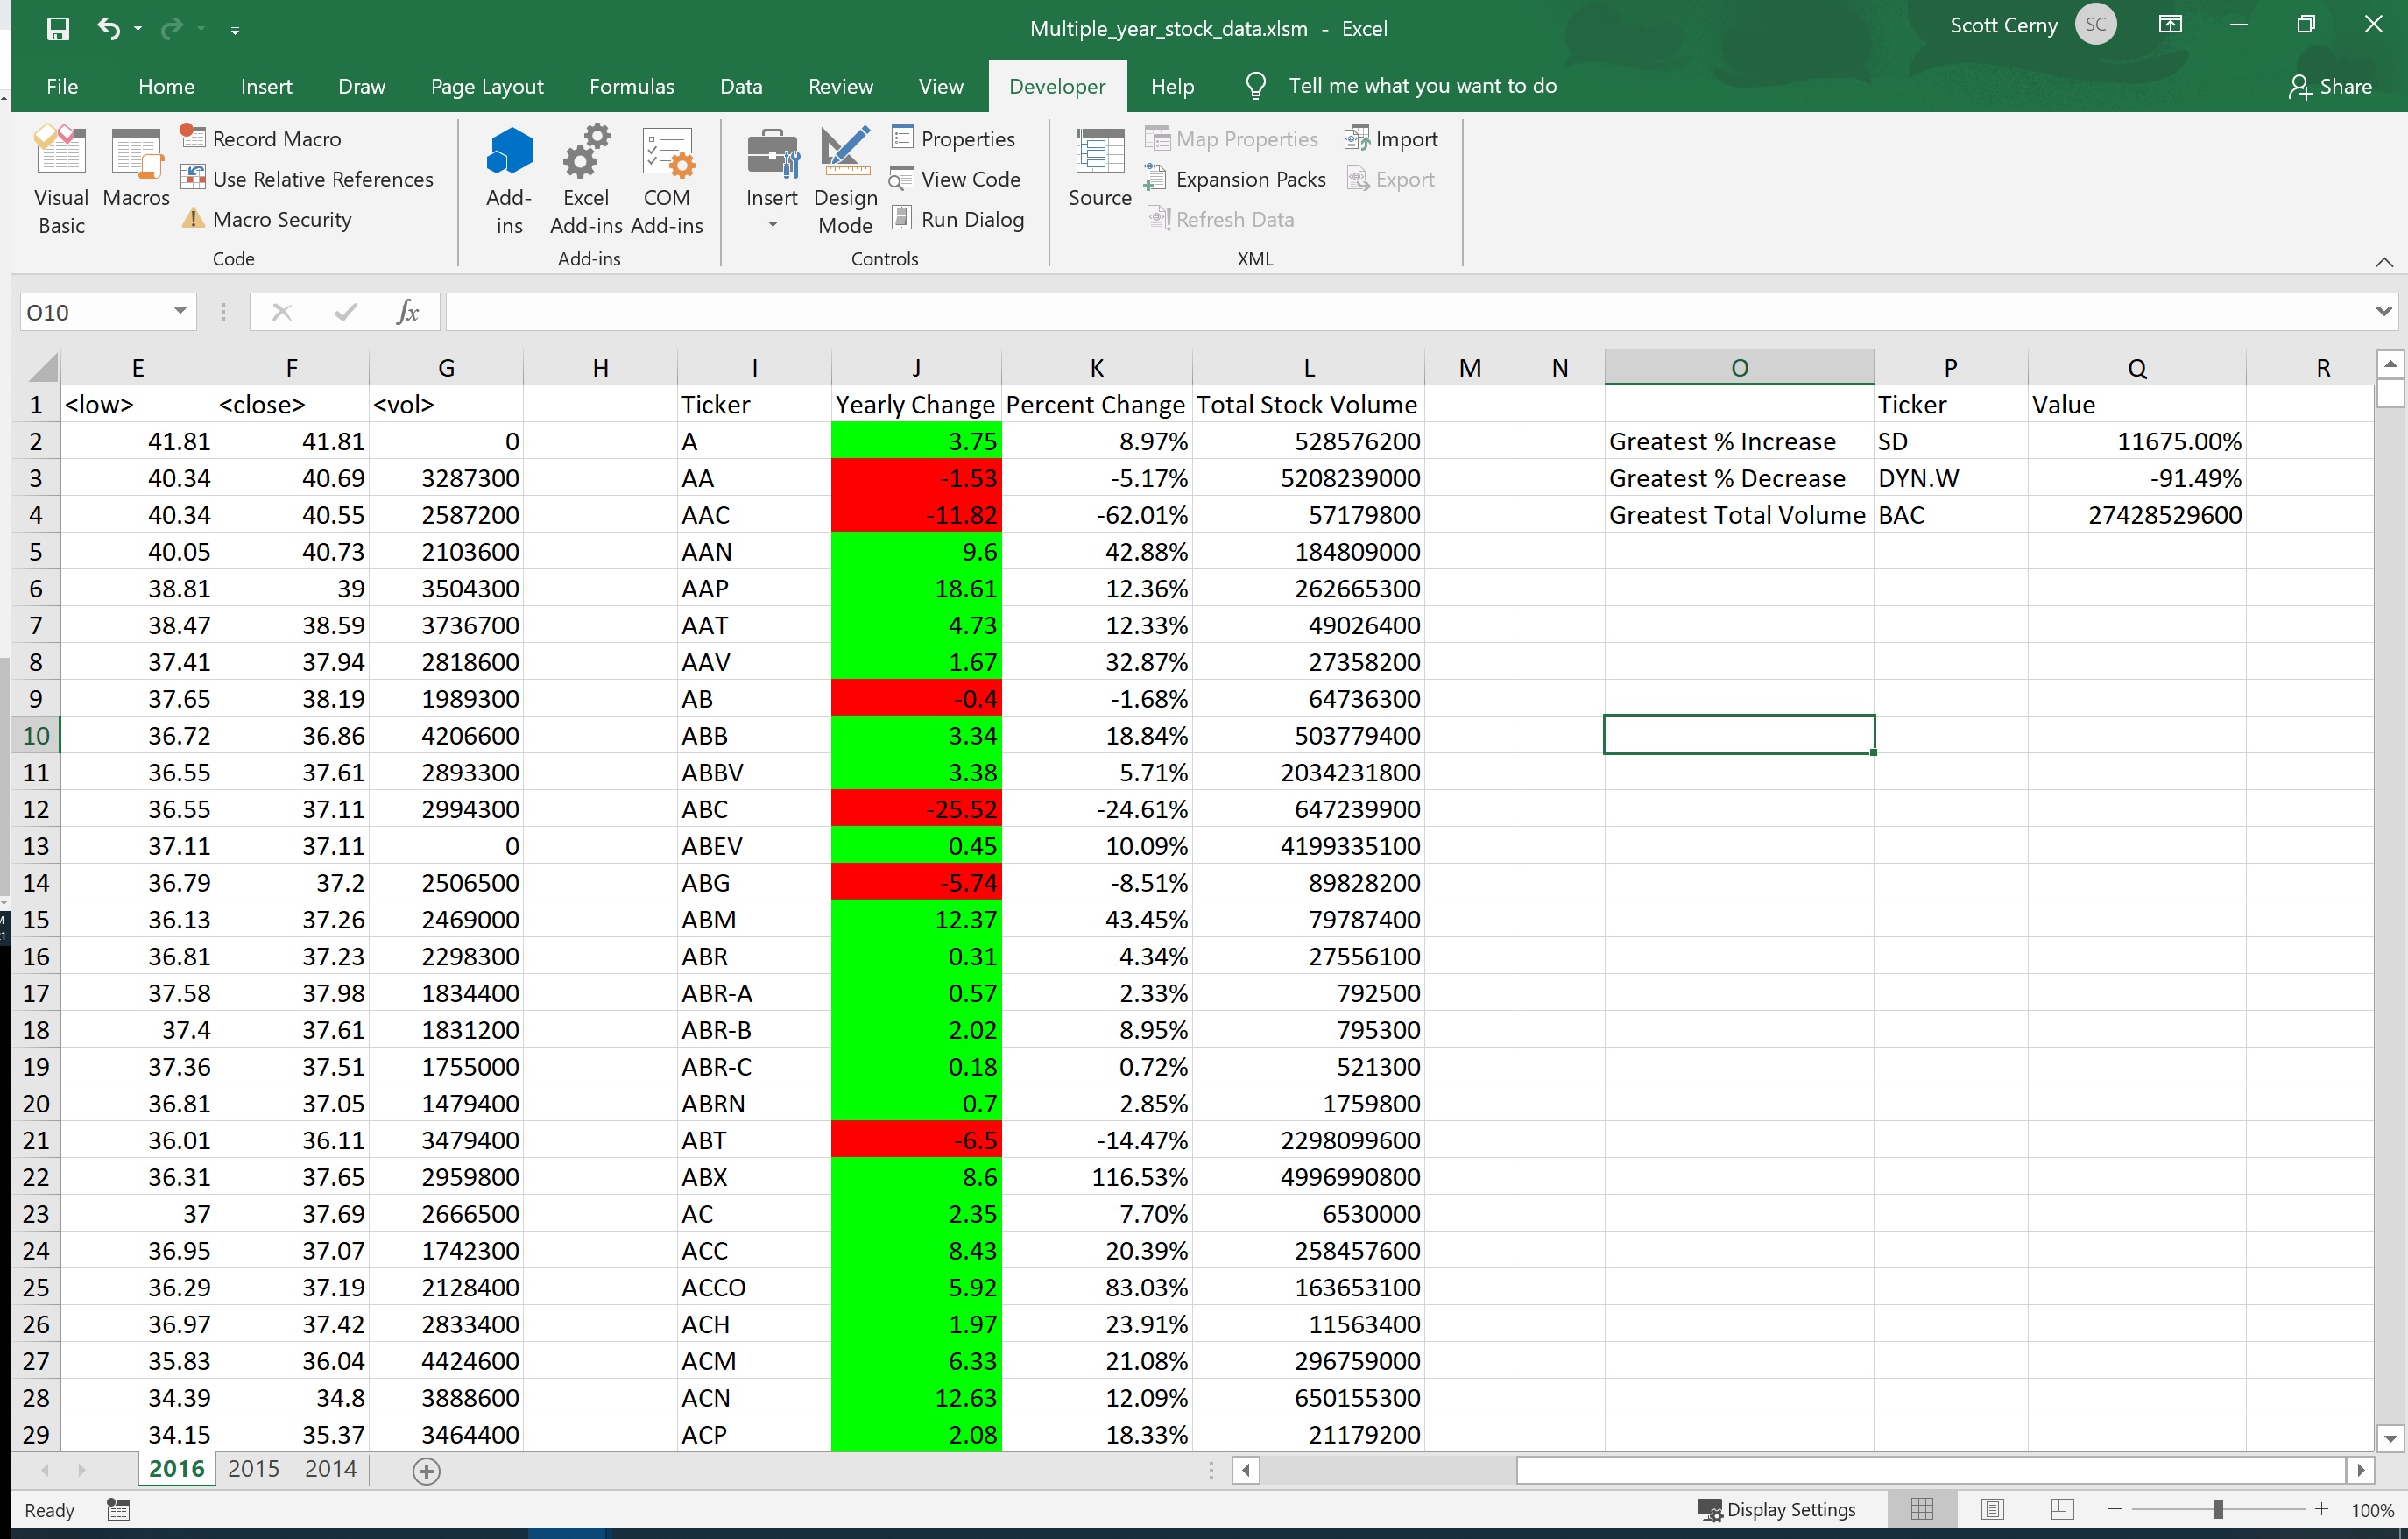 Multiple_year_stock_data.xlsm - Excel
Scott Cerny SC
File Home Insert Draw Page Layout Formulas Data Review View Developer Help Tell me what you want to do Share
Visual Basic
Macros
Record Macro
Use Relative References
Macro Security
Code
Add-ins
Excel Add-ins
COM Add-ins
Add-ins
Insert
Design Mode
Properties
View Code
Run Dialog
Controls
Source
Map Properties
Expansion Packs
Refresh Data
Import
Export
XML
O10 fx
E F G H I J K L M N O P Q R
1 <low> <close> <vol> Ticker Yearly Change Percent Change Total Stock Volume Ticker Value
2 41.81 41.81 0 A 3.75 8.97% 528576200 Greatest % Increase SD 11675.00%
3 40.34 40.69 3287300 AA -1.53 -5.17% 5208239000 Greatest % Decrease DYN.W -91.49%
4 40.34 40.55 2587200 AAC -11.82 -62.01% 57179800 Greatest Total Volume BAC 27428529600
5 40.05 40.73 2103600 AAN 9.6 42.88% 184809000
6 38.81 39 3504300 AAP 18.61 12.36% 262665300
7 38.47 38.59 3736700 AAT 4.73 12.33% 49026400
8 37.41 37.94 2818600 AAV 1.67 32.87% 27358200
9 37.65 38.19 1989300 AB -0.4 -1.68% 64736300
10 36.72 36.86 4206600 ABB 3.34 18.84% 503779400
11 36.55 37.61 2893300 ABBV 3.38 5.71% 2034231800
12 36.55 37.11 2994300 ABC -25.52 -24.61% 647239900
13 37.11 37.11 0 ABEV 0.45 10.09% 4199335100
14 36.79 37.2 2506500 ABG -5.74 -8.51% 89828200
15 36.13 37.26 2469000 ABM 12.37 43.45% 79787400
16 36.81 37.23 2298300 ABR 0.31 4.34% 27556100
17 37.58 37.98 1834400 ABR-A 0.57 2.33% 792500
18 37.4 37.61 1831200 ABR-B 2.02 8.95% 795300
19 37.36 37.51 1755000 ABR-C 0.18 0.72% 521300
20 36.81 37.05 1479400 ABRN 0.7 2.85% 1759800
21 36.01 36.11 3479400 ABT -6.5 -14.47% 2298099600
22 36.31 37.65 2959800 ABX 8.6 116.53% 4996990800
23 37 37.69 2666500 AC 2.35 7.70% 6530000
24 36.95 37.07 1742300 ACC 8.43 20.39% 258457600
25 36.29 37.19 2128400 ACCO 5.92 83.03% 163653100
26 36.97 37.42 2833400 ACH 1.97 23.91% 11563400
27 35.83 36.04 4424600 ACM 6.33 21.08% 296759000
28 34.39 34.8 3888600 ACN 12.63 12.09% 650155300
29 34.15 35.37 3464400 ACP 2.08 18.33% 21179200
2016 2015 2014
Ready Display Settings 100%